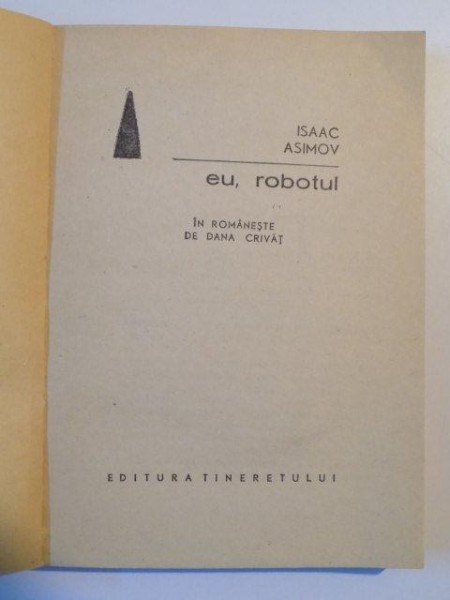 ISAAC
ASIMOV
eu, robotul
ÎN ROMÂNEȘTE
DE DANA CRIVĂȚ
EDITURA TINERETULUI